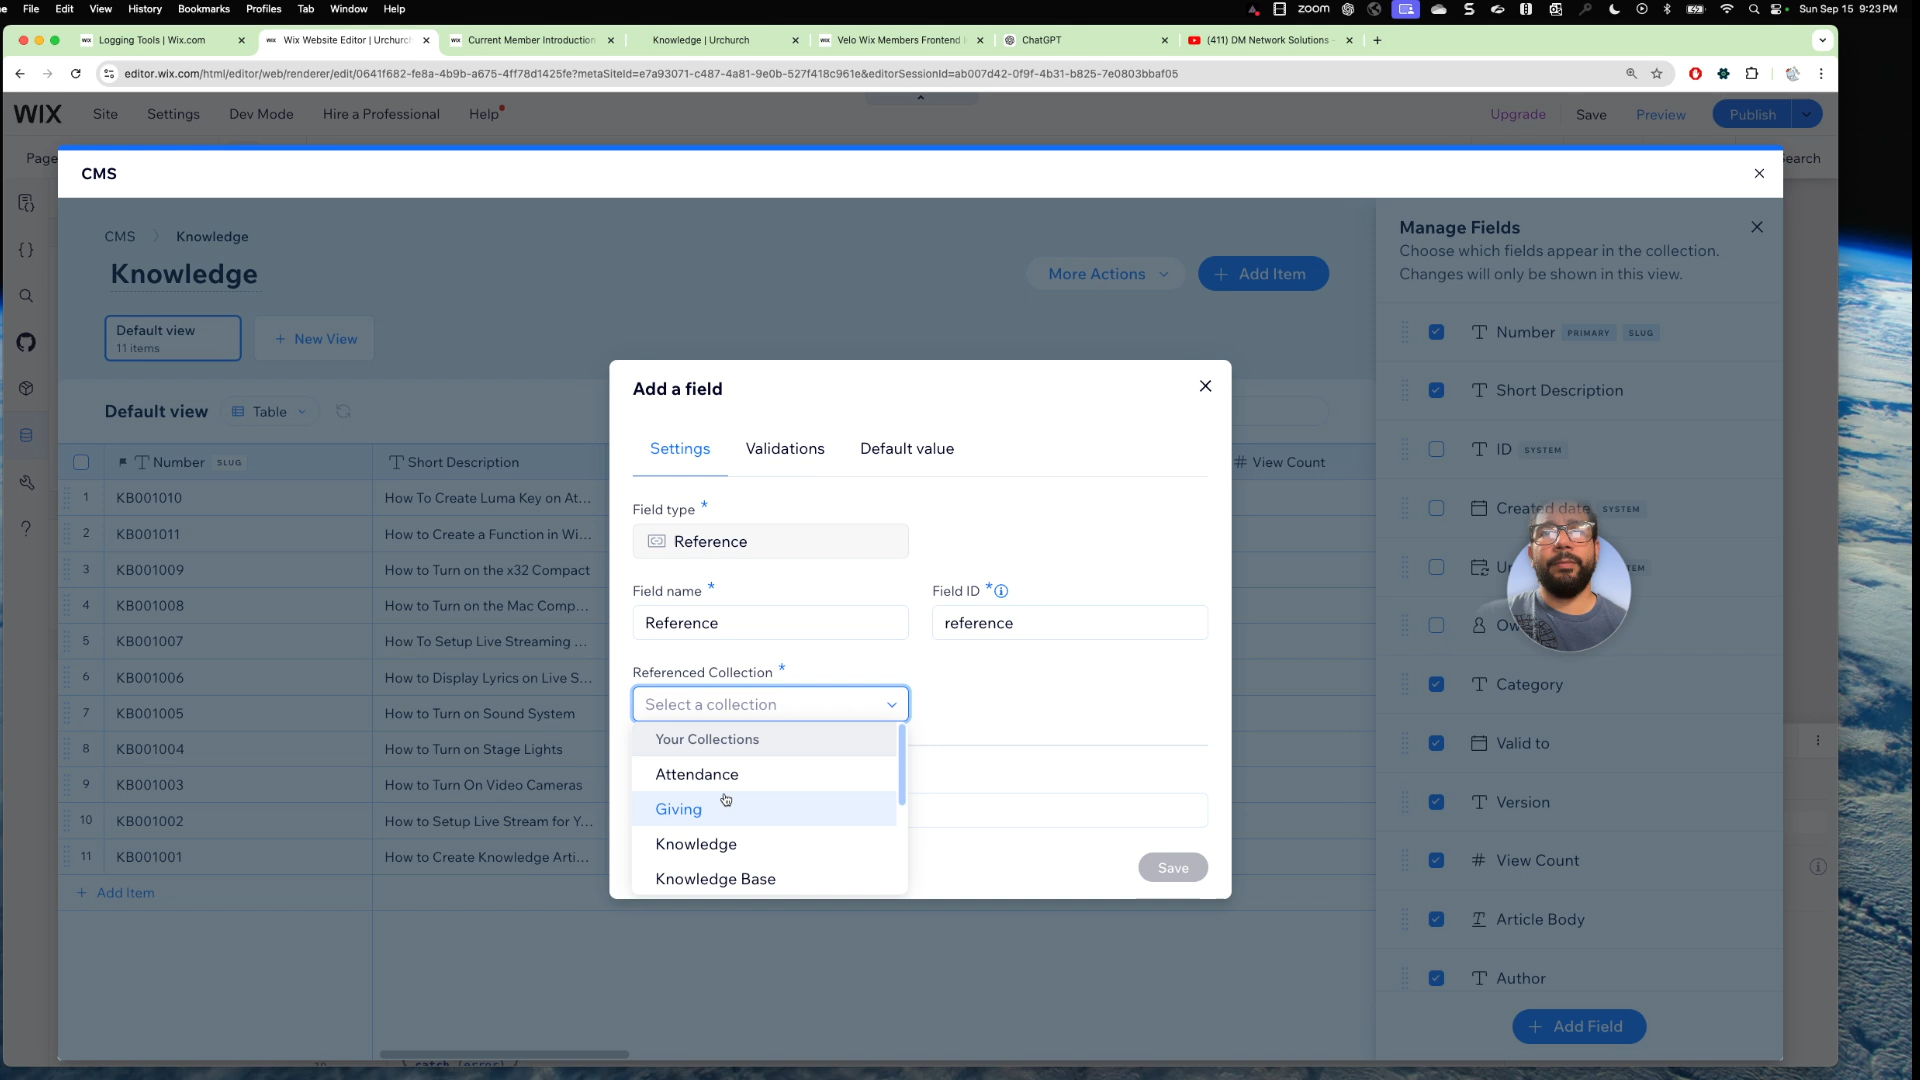 File Edit View History Bookmarks Profiles Tab Window Help zoom Sun Sep 15 9:23 PM
Logging Tools | Wix.com Wix Website Editor | Urchurch Current Member Introduction Knowledge | Urchurch Velo Wix Members Frontend ChatGPT (411) DM Network Solutions -
editor.wix.com/html/editor/web/renderer/edit/0641f682-fe8a-4b9b-a675-4ff78d1425fe?metaSiteId=e7a93071-c487-4a81-9e0b-527f418c961e&editorSessionId=ab007d42-0f9f-4b31-b825-7e0803bbaf05
WIX Site Settings Dev Mode Hire a Professional Help Upgrade Save Preview Publish
Page Search
CMS
CMS > Knowledge
Knowledge
More Actions + Add Item
Default view
11 items
+ New View
Default view Table
Number SLUG Short Description # View Count
1 KB001010 How To Create Luma Key on At...
2 KB001011 How to Create a Function in Wi...
3 KB001009 How to Turn on the x32 Compact
4 KB001008 How to Turn on the Mac Comp...
5 KB001007 How To Setup Live Streaming ...
6 KB001006 How to Display Lyrics on Live S...
7 KB001005 How to Turn on Sound System
8 KB001004 How to Turn on Stage Lights
9 KB001003 How to Turn On Video Cameras
10 KB001002 How to Setup Live Stream for Y...
11 KB001001 How to Create Knowledge Arti...
+ Add Item
Add a field
Settings Validations Default value
Field type *
Reference
Field name * Field ID *
Reference reference
Referenced Collection *
Select a collection
Your Collections
Attendance
Giving
Knowledge
Knowledge Base
Save
Manage Fields
Choose which fields appear in the collection.
Changes will only be shown in this view.
Number PRIMARY SLUG
Short Description
ID SYSTEM
Created date SYSTEM
Category
Valid to
Version
# View Count
Article Body
Author
+ Add Field